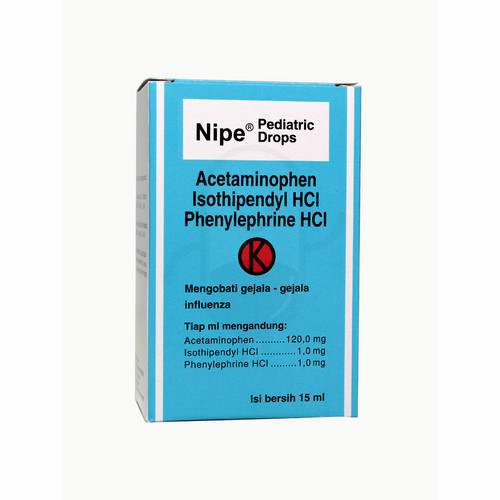 Nipe® Pediatric Drops
Acetaminophen
Isothipendyl HCl
Phenylephrine HCl
K
Mengobati gejala - gejala
influenza
Tiap ml mengandung:
Acetaminophen ..........120,0 mg
Isothipendyl HCl ............1,0 mg
Phenylephrine HCl ........1,0 mg
Isi bersih 15 ml